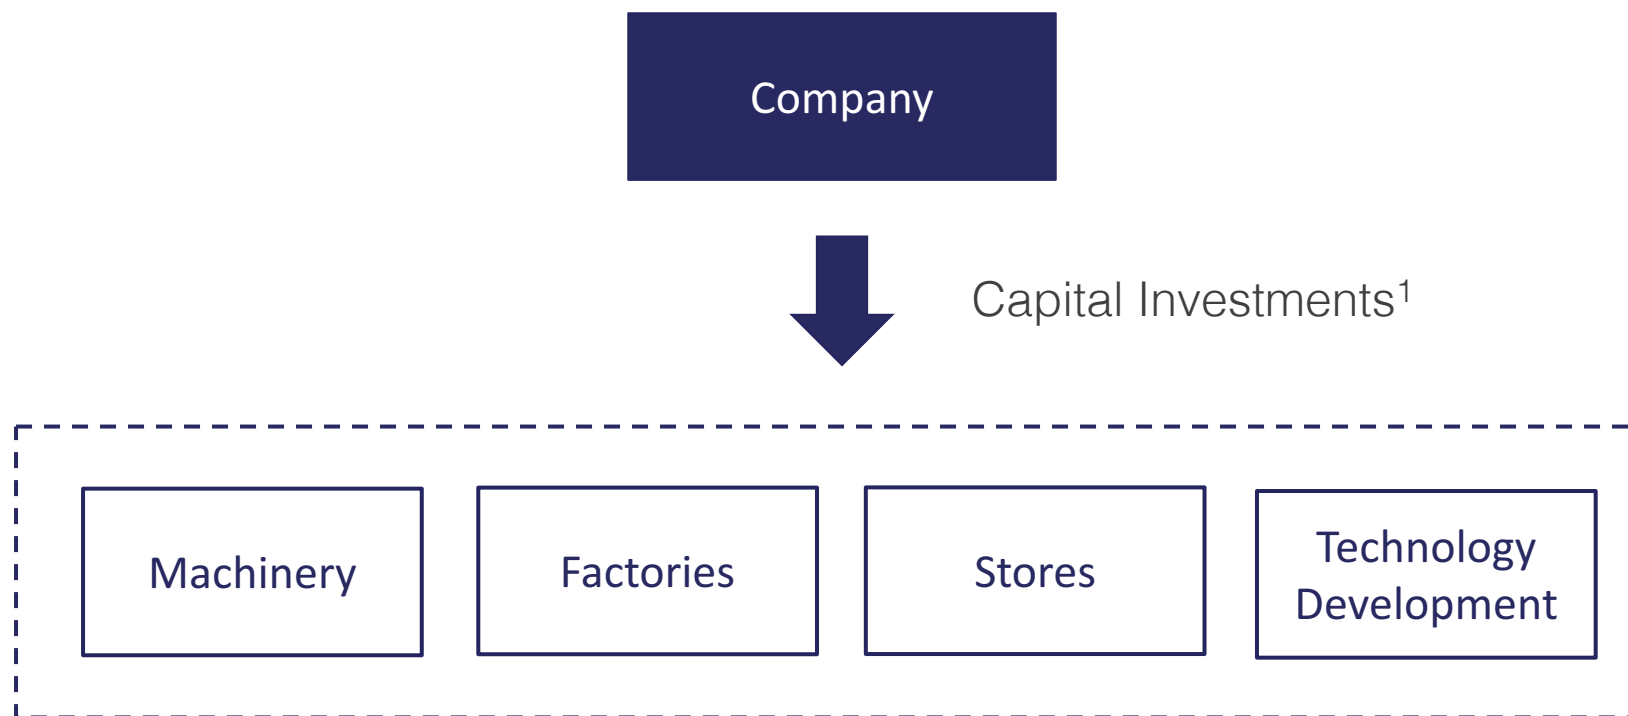 Company
Capital Investments¹
Machinery
Factories
Stores
Technology
Development